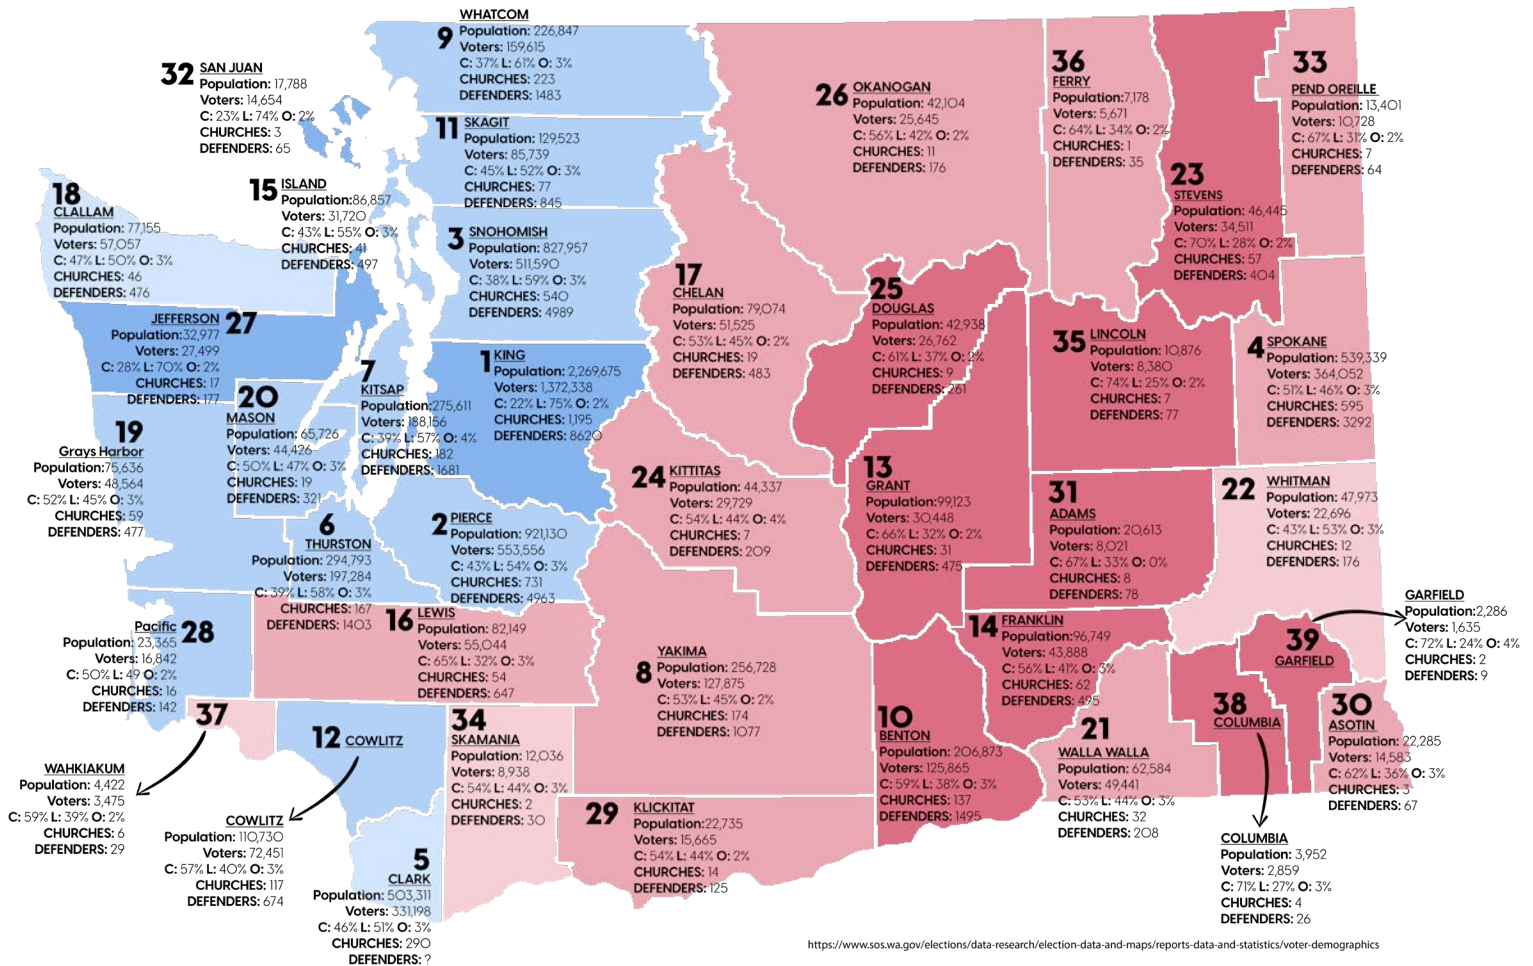 9 WHATCOM
Population: 226,847
Voters: 159,615
C: 37% L: 61% O: 3%
CHURCHES: 223
DEFENDERS: 1483
32 SAN JUAN
Population: 17,788
Voters: 14,654
C: 23% L: 74% O: 2%
CHURCHES: 3
DEFENDERS: 65
11 SKAGIT
Population: 129,523
Voters: 85,739
C: 45% L: 52% O: 3%
CHURCHES: 77
DEFENDERS: 845
26 OKANOGAN
Population: 42,104
Voters: 25,645
C: 56% L: 42% O: 2%
CHURCHES: 11
DEFENDERS: 176
36
FERRY
Population:7,178
Voters: 5,671
C: 64% L: 34% O: 2%
CHURCHES: 1
DEFENDERS: 35
33
PEND OREILLE
Population: 13,401
Voters: 10,728
C: 67% L: 31% O: 2%
CHURCHES: 7
DEFENDERS: 64
23
STEVENS
Population: 46,445
Voters: 34,511
C: 70% L: 28% O: 2%
CHURCHES: 57
DEFENDERS: 404
18
CLALLAM
Population: 77,155
Voters: 57,057
C: 47% L: 50% O: 3%
CHURCHES: 46
DEFENDERS: 476
15 ISLAND
Population:86,857
Voters: 31,720
C: 43% L: 55% O: 3%
CHURCHES: 41
DEFENDERS: 497
3 SNOHOMISH
Population: 827,957
Voters: 511,590
C: 38% L: 59% O: 3%
CHURCHES: 540
DEFENDERS: 4989
17
CHELAN
Population: 79,074
Voters: 51,525
C: 53% L: 45% O: 2%
CHURCHES: 19
DEFENDERS: 483
25
DOUGLAS
Population: 42,938
Voters: 26,762
C: 61% L: 37% O: 2%
CHURCHES: 9
DEFENDERS: 261
35 LINCOLN
Population: 10,876
Voters: 8,380
C: 74% L: 25% O: 2%
CHURCHES: 7
DEFENDERS: 77
4 SPOKANE
Population: 539,339
Voters: 364,052
C: 51% L: 46% O: 3%
CHURCHES: 595
DEFENDERS: 3292
JEFFERSON 27
Population:32,977
Voters: 27,499
C: 28% L: 70% O: 2%
CHURCHES: 17
DEFENDERS: 177
7
KITSAP
Population:275,611
Voters: 188,156
C: 39% L: 57% O: 4%
CHURCHES: 182
DEFENDERS: 1681
1 KING
Population: 2,269,675
Voters: 1,372,338
C: 22% L: 75% O: 2%
CHURCHES: 1,195
DEFENDERS: 8620
20
MASON
Population: 65,726
Voters: 44,426
C: 50% L: 47% O: 3%
CHURCHES: 19
DEFENDERS: 321
19
Grays Harbor
Population:75,636
Voters: 48,564
C: 52% L: 45% O: 3%
CHURCHES: 59
DEFENDERS: 477
24 KITTITAS
Population: 44,337
Voters: 29,729
C: 54% L: 44% O: 4%
CHURCHES: 7
DEFENDERS: 209
13
GRANT
Population:99,123
Voters: 30,448
C: 66% L: 32% O: 2%
CHURCHES: 31
DEFENDERS: 475
31
ADAMS
Population: 20,613
Voters: 8,021
C: 67% L: 33% O: 0%
CHURCHES: 8
DEFENDERS: 78
22 WHITMAN
Population: 47,973
Voters: 22,696
C: 43% L: 53% O: 3%
CHURCHES: 12
DEFENDERS: 176
6
THURSTON
Population: 294,793
Voters: 197,284
C: 39% L: 58% O: 3%
CHURCHES: 167
DEFENDERS: 1403
2 PIERCE
Population: 921,130
Voters: 553,556
C: 43% L: 54% O: 3%
CHURCHES: 731
DEFENDERS: 4963
Pacific 28
Population: 23,365
Voters: 16,842
C: 50% L: 49 O: 2%
CHURCHES: 16
DEFENDERS: 142
16 LEWIS
Population: 82,149
Voters: 55,044
C: 65% L: 32% O: 3%
CHURCHES: 54
DEFENDERS: 647
8 YAKIMA
Population: 256,728
Voters: 127,875
C: 53% L: 45% O: 2%
CHURCHES: 174
DEFENDERS: 1077
14 FRANKLIN
Population:96,749
Voters: 43,888
C: 56% L: 41% O: 3%
CHURCHES: 62
DEFENDERS: 495
39
GARFIELD
GARFIELD
Population:2,286
Voters: 1,635
C: 72% L: 24% O: 4%
CHURCHES: 2
DEFENDERS: 9
37
WAHKIAKUM
Population: 4,422
Voters: 3,475
C: 59% L: 39% O: 2%
CHURCHES: 6
DEFENDERS: 29
12 COWLITZ
COWLITZ
Population: 110,730
Voters: 72,451
C: 57% L: 40% O: 3%
CHURCHES: 117
DEFENDERS: 674
34
SKAMANIA
Population: 12,036
Voters: 8,938
C: 54% L: 44% O: 3%
CHURCHES: 2
DEFENDERS: 30
10
BENTON
Population: 206,873
Voters: 125,865
C: 59% L: 38% O: 3%
CHURCHES: 137
DEFENDERS: 1495
21
WALLA WALLA
Population: 62,584
Voters: 49,441
C: 53% L: 44% O: 3%
CHURCHES: 32
DEFENDERS: 208
38
COLUMBIA
30
ASOTIN
Population: 22,285
Voters: 14,583
C: 62% L: 36% O: 3%
CHURCHES: 3
DEFENDERS: 67
29 KLICKITAT
Population:22,735
Voters: 15,665
C: 54% L: 44% O: 2%
CHURCHES: 14
DEFENDERS: 125
5
CLARK
Population: 503,311
Voters: 331,198
C: 46% L: 51% O: 3%
CHURCHES: 290
DEFENDERS: ?
COLUMBIA
Population: 3,952
Voters: 2,859
C: 71% L: 27% O: 3%
CHURCHES: 4
DEFENDERS: 26
https://www.sos.wa.gov/elections/data-research/election-data-and-maps/reports-data-and-statistics/voter-demographics